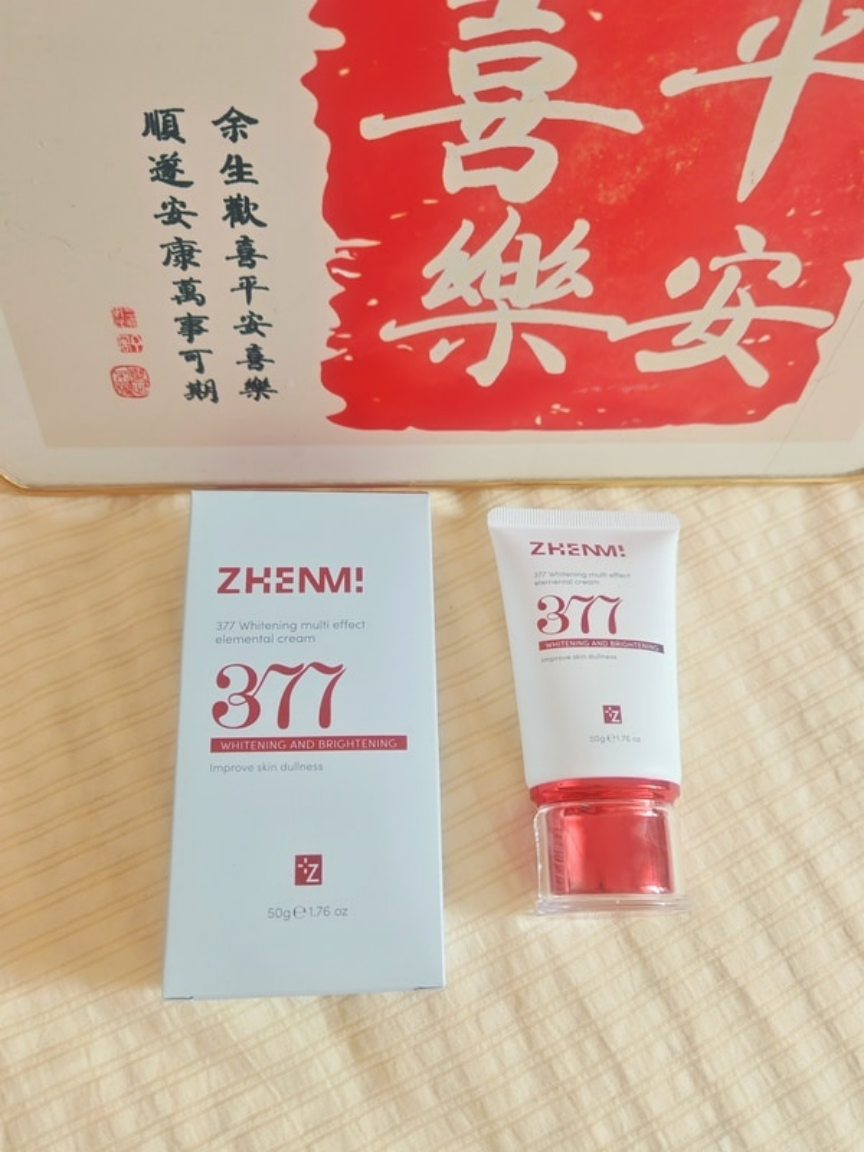 平安
喜樂
余生歡喜平安喜樂
順遂安康萬事可期
ZHENM!
377 Whitening multi effect
elemental cream
377
WHITENING AND BRIGHTENING
Improve skin dullness
Z
50g ℮ 1.76 oz
ZHENM!
377 Whitening multi effect
elemental cream
377
WHITENING AND BRIGHTENING
Improve skin dullness
Z
50g ℮ 1.76 oz